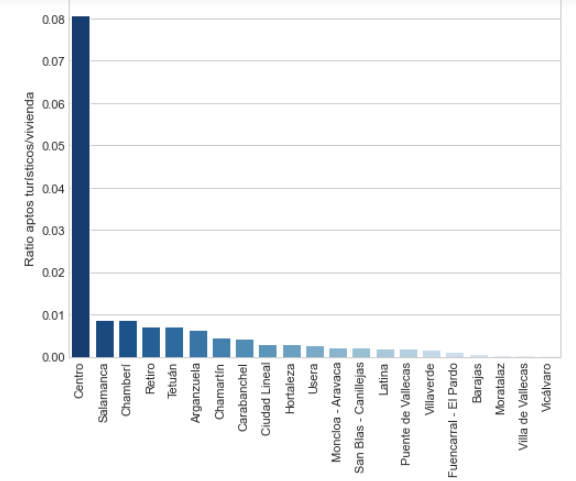 Ratio aptos turísticos/vivienda
0.08
0.07
0.06
0.05
0.04
0.03
0.02
0.01
0.00
Centro
Salamanca
Chamberí
Retiro
Tetuán
Arganzuela
Chamartín
Carabanchel
Ciudad Lineal
Hortaleza
Usera
Moncloa - Aravaca
San Blas - Canillejas
Latina
Puente de Vallecas
Villaverde
Fuencarral - El Pardo
Barajas
Moratalaz
Villa de Vallecas
Vicálvaro